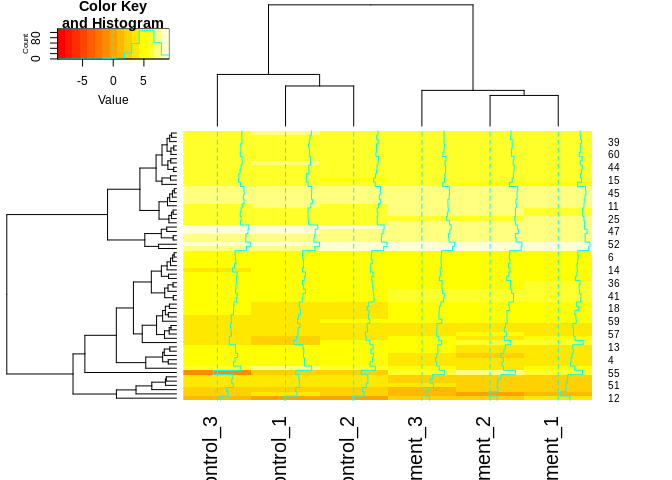 Color Key
and Histogram
Count
0 80
-5 0 5
Value
39
60
44
15
45
11
25
47
52
6
14
36
41
18
59
57
13
4
55
51
12
ontrol_3
ontrol_1
ontrol_2
ment_3
ment_2
ment_1